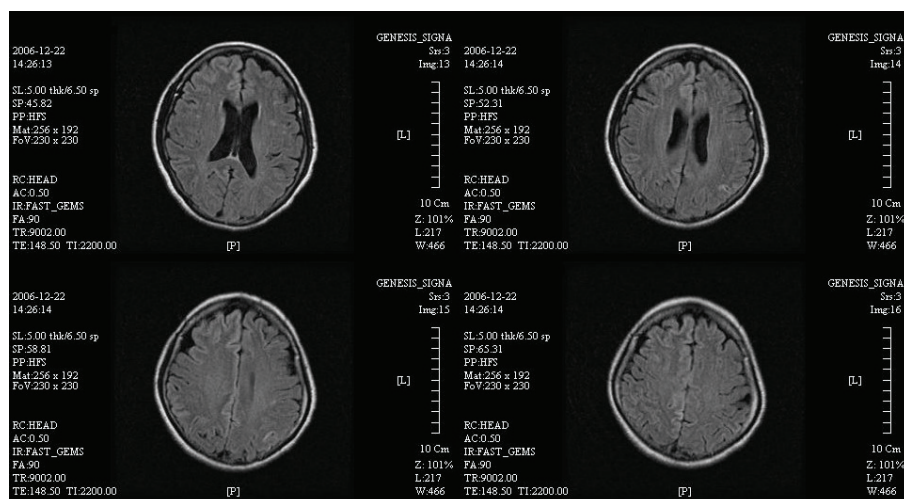 GENESIS_SIGNA
2006-12-22
Srs:3
14:26:13
Img:13
SL:5.00 thk/6.50 sp
SP:45.82
PP:HFS
Mat:256 x 192
FoV:230 x 230
[L]
RC:HEAD
AC:0.50
IR:FAST_GEMS
10 Cm
FA:90
Z: 101%
TR:9002.00
L:217
TE:148.50 TI:2200.00
[P]
W:466
GENESIS_SIGNA
2006-12-22
Srs:3
14:26:14
Img:14
SL:5.00 thk/6.50 sp
SP:52.31
PP:HFS
Mat:256 x 192
FoV:230 x 230
[L]
RC:HEAD
AC:0.50
IR:FAST_GEMS
10 Cm
FA:90
Z: 101%
TR:9002.00
L:217
TE:148.50 TI:2200.00
[P]
W:466
GENESIS_SIGNA
2006-12-22
Srs:3
14:26:14
Img:15
SL:5.00 thk/6.50 sp
SP:58.81
PP:HFS
Mat:256 x 192
FoV:230 x 230
[L]
RC:HEAD
AC:0.50
IR:FAST_GEMS
10 Cm
FA:90
Z: 101%
TR:9002.00
L:217
TE:148.50 TI:2200.00
[P]
W:466
GENESIS_SIGNA
2006-12-22
Srs:3
14:26:14
Img:16
SL:5.00 thk/6.50 sp
SP:65.31
PP:HFS
Mat:256 x 192
FoV:230 x 230
[L]
RC:HEAD
AC:0.50
IR:FAST_GEMS
10 Cm
FA:90
Z: 101%
TR:9002.00
L:217
TE:148.50 TI:2200.00
[P]
W:466